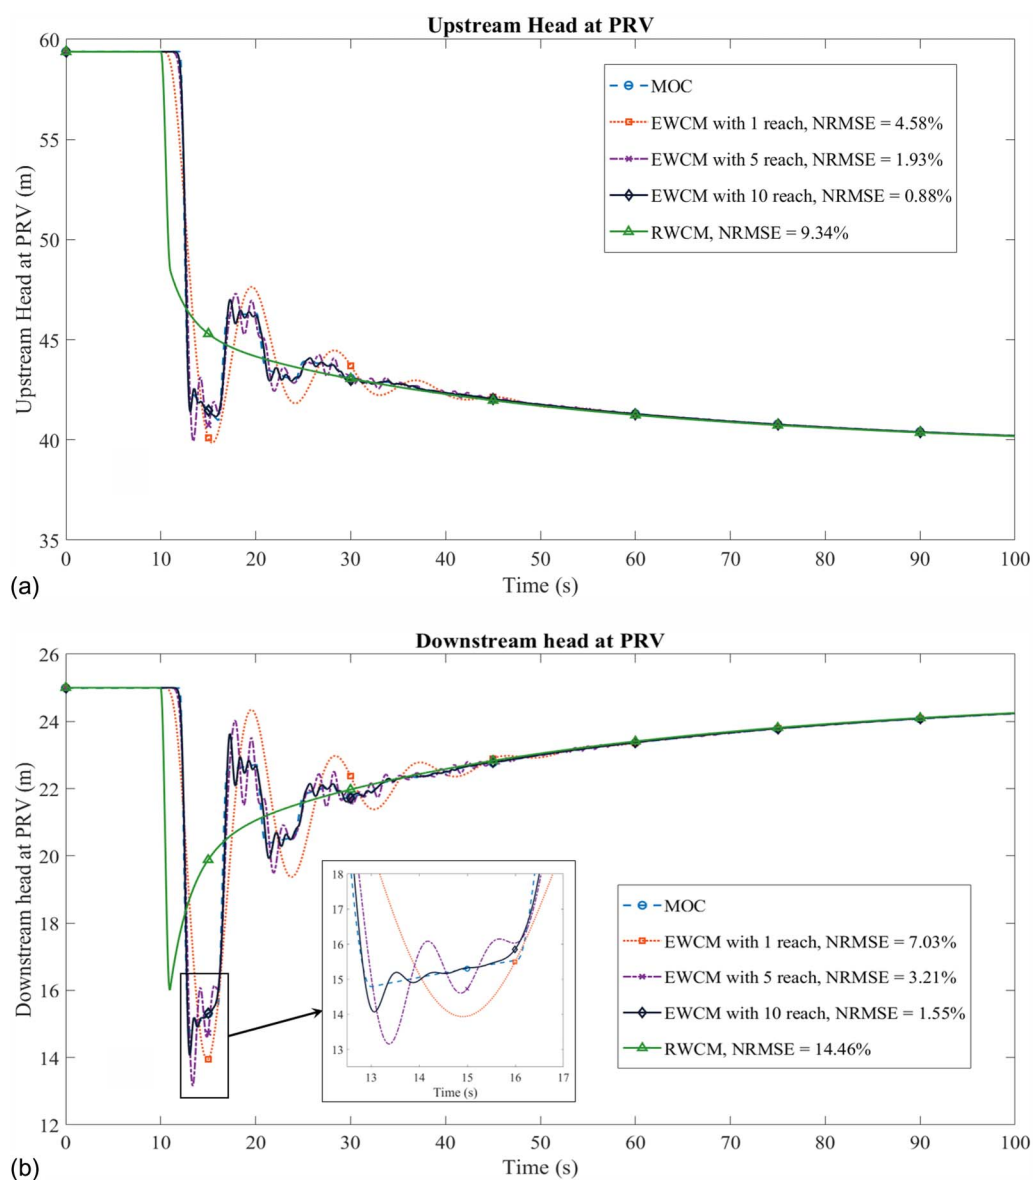 Upstream Head at PRV
60
55
50
45
40
35
Upstream Head at PRV (m)
MOC
EWCM with 1 reach, NRMSE = 4.58%
EWCM with 5 reach, NRMSE = 1.93%
EWCM with 10 reach, NRMSE = 0.88%
RWCM, NRMSE = 9.34%
0 10 20 30 40 50 60 70 80 90 100
Time (s)
(a)
Downstream head at PRV
26
24
22
20
18
16
14
12
Downstream head at PRV (m)
18
17
16
15
14
13
13 14 15 16 17
Time (s)
MOC
EWCM with 1 reach, NRMSE = 7.03%
EWCM with 5 reach, NRMSE = 3.21%
EWCM with 10 reach, NRMSE = 1.55%
RWCM, NRMSE = 14.46%
0 10 20 30 40 50 60 70 80 90 100
Time (s)
(b)